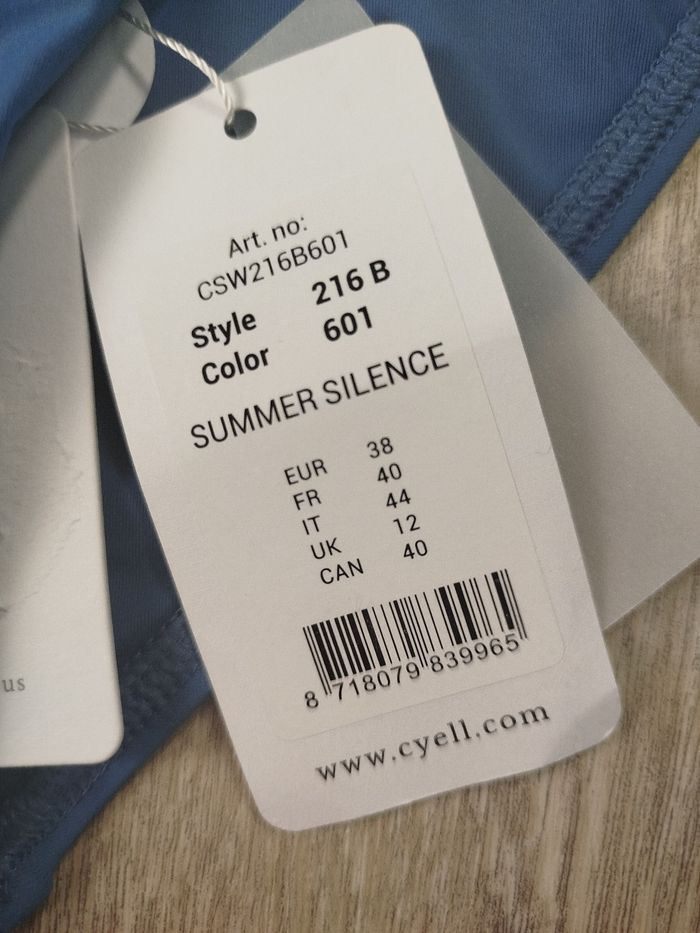 Art. no:
CSW216B601
Style 216 B
Color 601
SUMMER SILENCE
EUR 38
FR 40
IT 44
UK 12
CAN 40
8 718079 839965
www.cyell.com
us